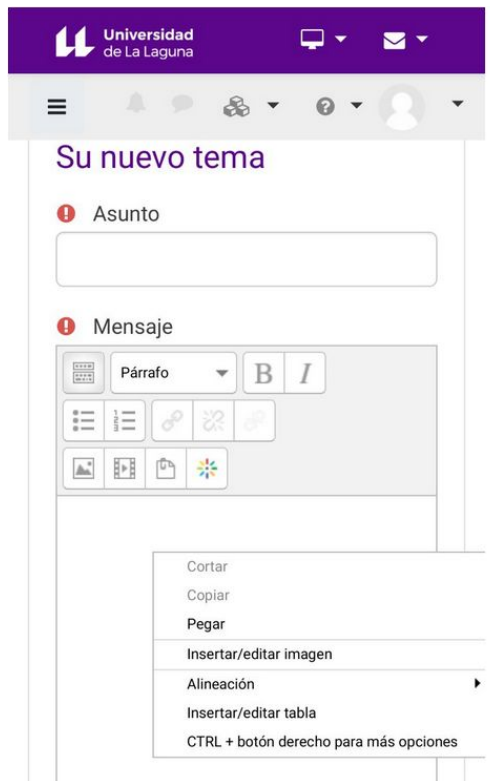 Universidad
de La Laguna
Su nuevo tema
Asunto
Mensaje
Párrafo
B I
Cortar
Copiar
Pegar
Insertar/editar imagen
Alineación
Insertar/editar tabla
CTRL + botón derecho para más opciones